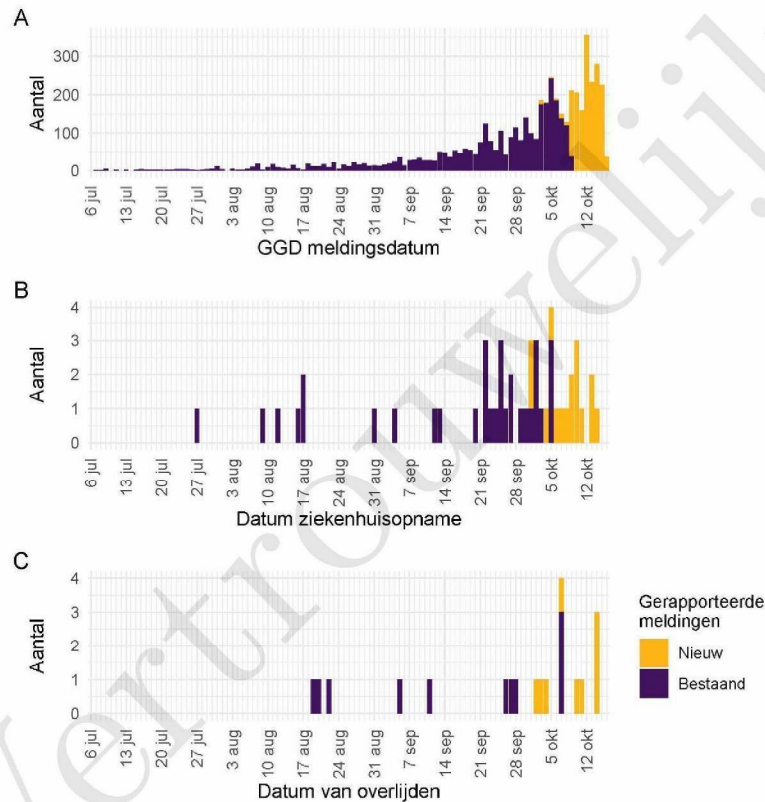 A
300
200
100
0
Aantal
6 jul
13 jul
20 jul
27 jul
3 aug
10 aug
17 aug
24 aug
31 aug
7 sep
14 sep
21 sep
28 sep
5 okt
12 okt
GGD meldingsdatum
B
4
3
2
1
0
Aantal
6 jul
13 jul
20 jul
27 jul
3 aug
10 aug
17 aug
24 aug
31 aug
7 sep
14 sep
21 sep
28 sep
5 okt
12 okt
Datum ziekenhuisopname
C
4
3
2
1
0
Aantal
6 jul
13 jul
20 jul
27 jul
3 aug
10 aug
17 aug
24 aug
31 aug
7 sep
14 sep
21 sep
28 sep
5 okt
12 okt
Datum van overlijden
Gerapporteerde
meldingen
Nieuw
Bestaand
Vertrouwelijk